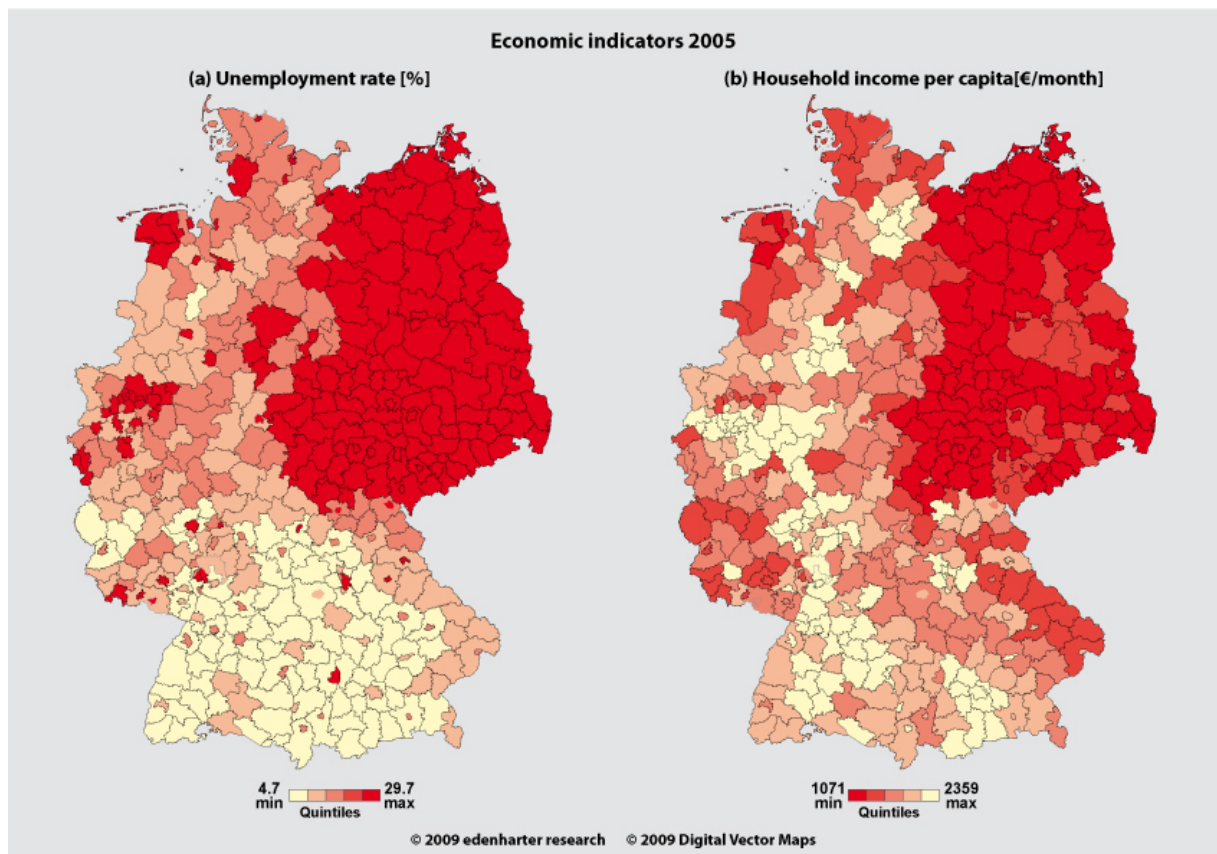 Economic indicators 2005
(a) Unemployment rate [%]
(b) Household income per capita[€/month]
4.7
min
29.7
max
Quintiles
1071
min
2359
max
Quintiles
© 2009 edenharter research © 2009 Digital Vector Maps